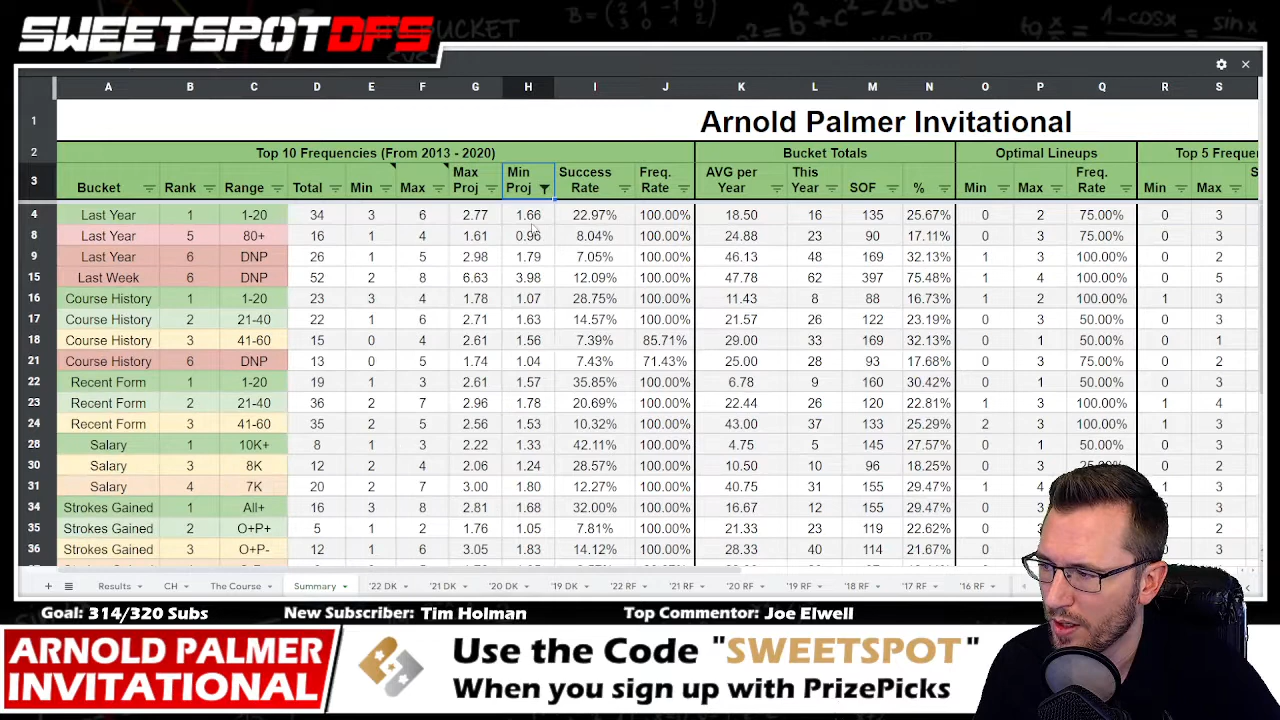 SWEETSPOTDFS
A B C D E F G H I J K L M N O P Q R S
1 Arnold Palmer Invitational
2 Top 10 Frequencies (From 2013 - 2020) Bucket Totals Optimal Lineups Top 5 Freque
3 Bucket Rank Range Total Min Max Max Proj Min Proj Success Rate Freq. Rate AVG per Year This Year SOF % Min Max Freq. Rate Min Max S
4 Last Year 1 1-20 34 3 6 2.77 1.66 22.97% 100.00% 18.50 16 135 25.67% 0 2 75.00% 0 3
8 Last Year 5 80+ 16 1 4 1.61 0.96 8.04% 100.00% 24.88 23 90 17.11% 0 3 75.00% 0 3
9 Last Year 6 DNP 26 1 5 2.98 1.79 7.05% 100.00% 46.13 48 169 32.13% 1 3 100.00% 0 2
15 Last Week 6 DNP 52 2 8 6.63 3.98 12.09% 100.00% 47.78 62 397 75.48% 1 4 100.00% 0 5
16 Course History 1 1-20 23 3 4 1.78 1.07 28.75% 100.00% 11.43 8 88 16.73% 1 2 100.00% 1 3
17 Course History 2 21-40 22 1 6 2.71 1.63 14.57% 100.00% 21.57 26 122 23.19% 0 1 50.00% 0 3
18 Course History 3 41-60 15 0 4 2.61 1.56 7.39% 85.71% 29.00 33 169 32.13% 0 1 50.00% 0 1
21 Course History 6 DNP 13 0 5 1.74 1.04 7.43% 71.43% 25.00 25 93 17.68% 0 3 75.00% 0 2
22 Recent Form 1 1-20 19 1 3 2.61 1.57 35.85% 100.00% 6.78 9 160 30.42% 0 1 50.00% 0 3
23 Recent Form 2 21-40 36 2 7 2.96 1.78 20.69% 100.00% 22.44 26 120 22.81% 1 3 100.00% 1 4
24 Recent Form 3 41-60 35 2 5 2.56 1.53 10.32% 100.00% 43.00 37 133 25.29% 2 3 100.00% 1 3
28 Salary 1 10K+ 8 1 3 2.22 1.33 42.11% 100.00% 4.75 5 145 27.57% 0 1 50.00% 0 3
30 Salary 3 8K 12 2 4 2.06 1.24 28.57% 100.00% 10.50 10 96 18.25% 0 3 0 2
31 Salary 4 7K 20 2 7 3.00 1.80 12.27% 100.00% 40.75 31 155 29.47% 1 4 1 3
34 Strokes Gained 1 All+ 16 3 8 2.81 1.68 32.00% 100.00% 16.67 12 155 29.47% 0 3 3
35 Strokes Gained 2 O+P+ 5 1 2 1.76 1.05 7.81% 100.00% 21.33 23 119 22.62% 0 2
36 Strokes Gained 3 O+P- 12 1 6 3.05 1.83 14.12% 100.00% 28.33 40 114 21.67% 0 3
+ Results CH The Course Summary '22 DK '21 DK '20 DK '19 DK '22 RF '21 RF '20 RF '19 RF '18 RF '17 RF '16 RF
Goal: 314/320 Subs New Subscriber: Tim Holman Top Commentor: Joe Elwell
ARNOLD PALMER
INVITATIONAL
Use the Code "SWEETSPOT"
When you sign up with PrizePicks